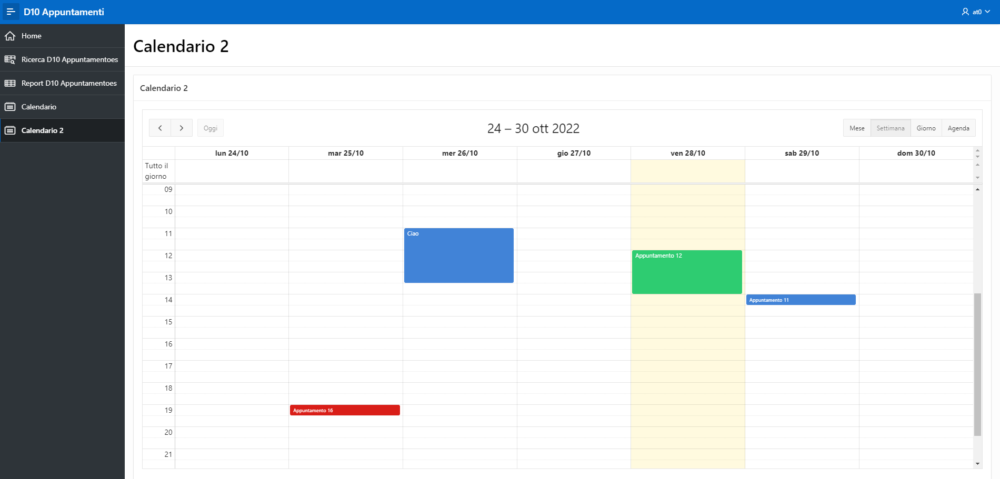 D10 Appuntamenti
at0
Home
Ricerca D10 Appuntamentoes
Report D10 Appuntamentoes
Calendario
Calendario 2
Calendario 2
Calendario 2
Oggi
24 – 30 ott 2022
Mese Settimana Giorno Agenda
lun 24/10 mar 25/10 mer 26/10 gio 27/10 ven 28/10 sab 29/10 dom 30/10
Tutto il
giorno
09
10
11 Ciao
12 Appuntamento 12
13
14 Appuntamento 11
15
16
17
18
19 Appuntamento 16
20
21